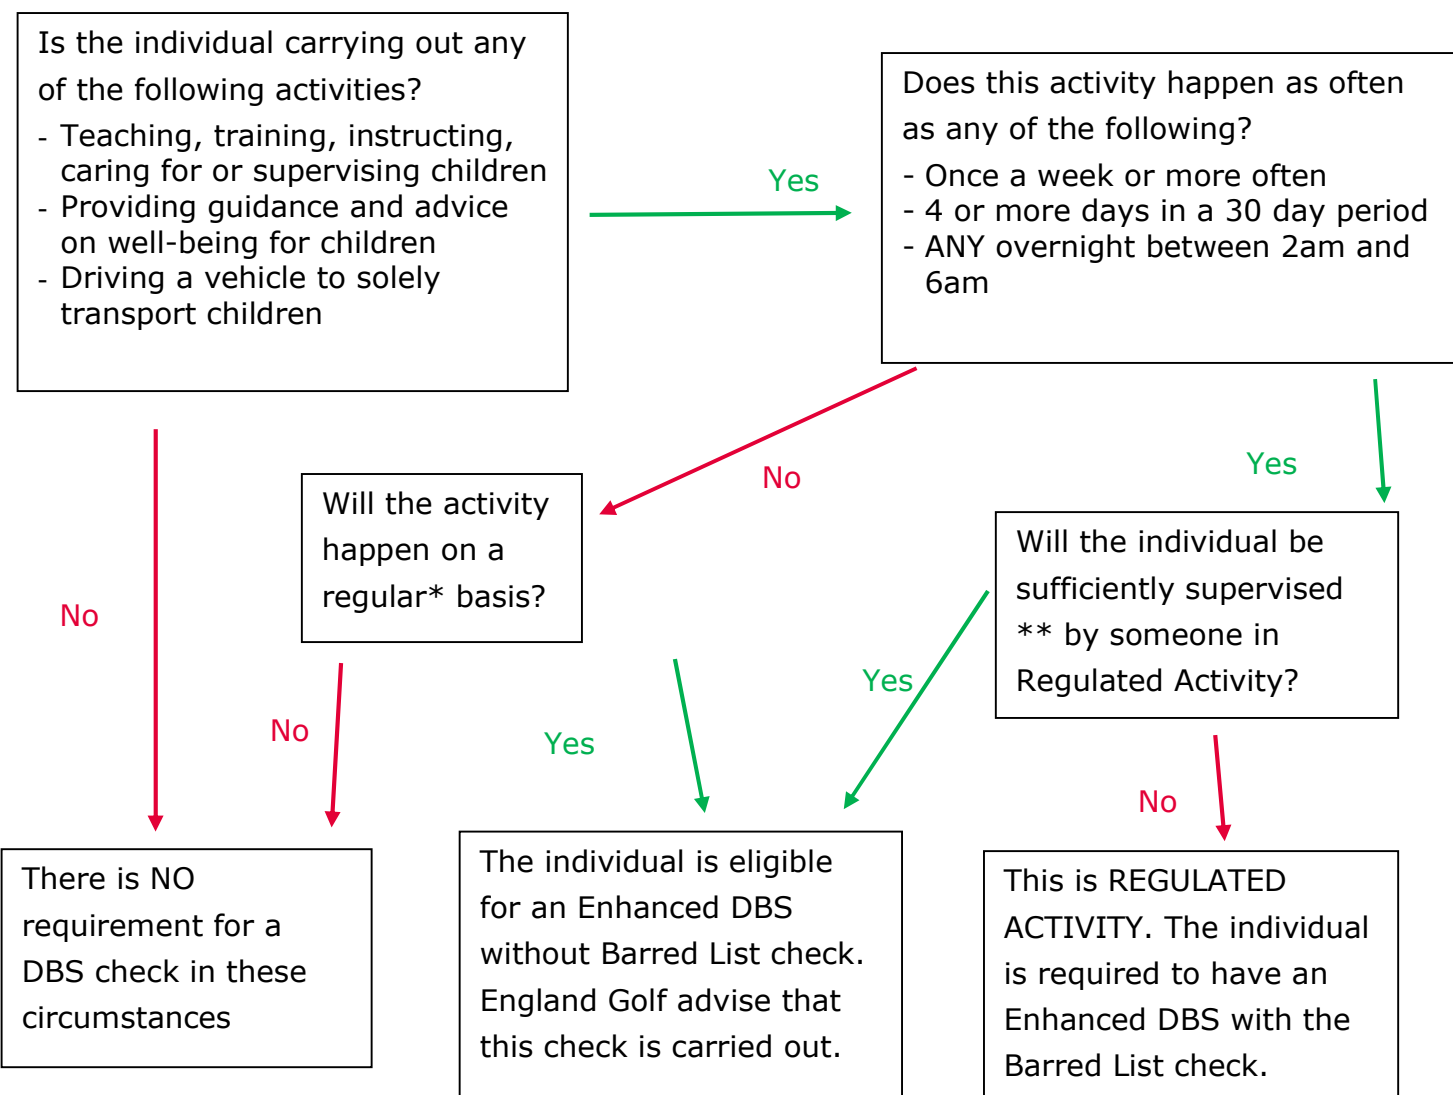 Is the individual carrying out any
of the following activities?
- Teaching, training, instructing,
caring for or supervising children
- Providing guidance and advice
on well-being for children
- Driving a vehicle to solely
transport children
Yes
Does this activity happen as often
as any of the following?
- Once a week or more often
- 4 or more days in a 30 day period
- ANY overnight between 2am and
6am
No
Yes
Will the activity
happen on a
regular* basis?
Will the individual be
sufficiently supervised
** by someone in
Regulated Activity?
No
No
Yes
Yes
No
There is NO
requirement for a
DBS check in these
circumstances
The individual is eligible
for an Enhanced DBS
without Barred List check.
England Golf advise that
this check is carried out.
This is REGULATED
ACTIVITY. The individual
is required to have an
Enhanced DBS with the
Barred List check.